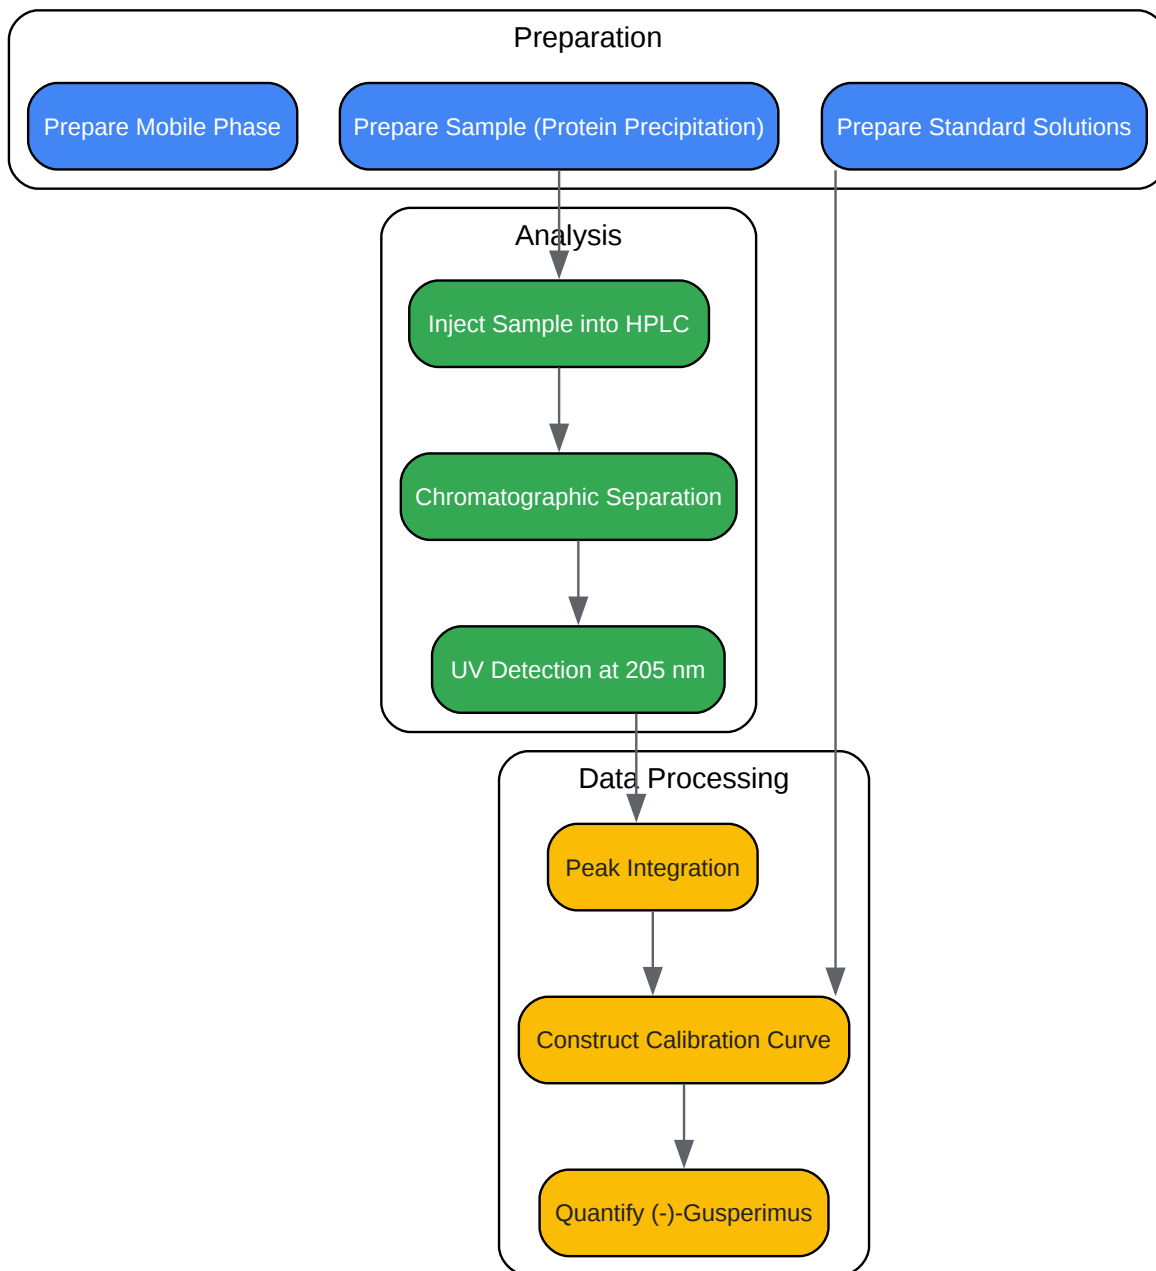 Preparation
Prepare Mobile Phase
Prepare Sample (Protein Precipitation)
Prepare Standard Solutions
Analysis
Inject Sample into HPLC
Chromatographic Separation
UV Detection at 205 nm
Data Processing
Peak Integration
Construct Calibration Curve
Quantify (-)-Gusperimus